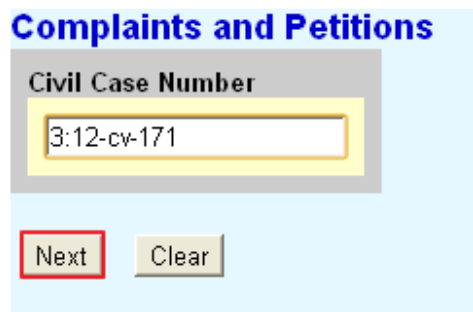 Complaints and Petitions
Civil Case Number
3:12-cv-171
Next Clear